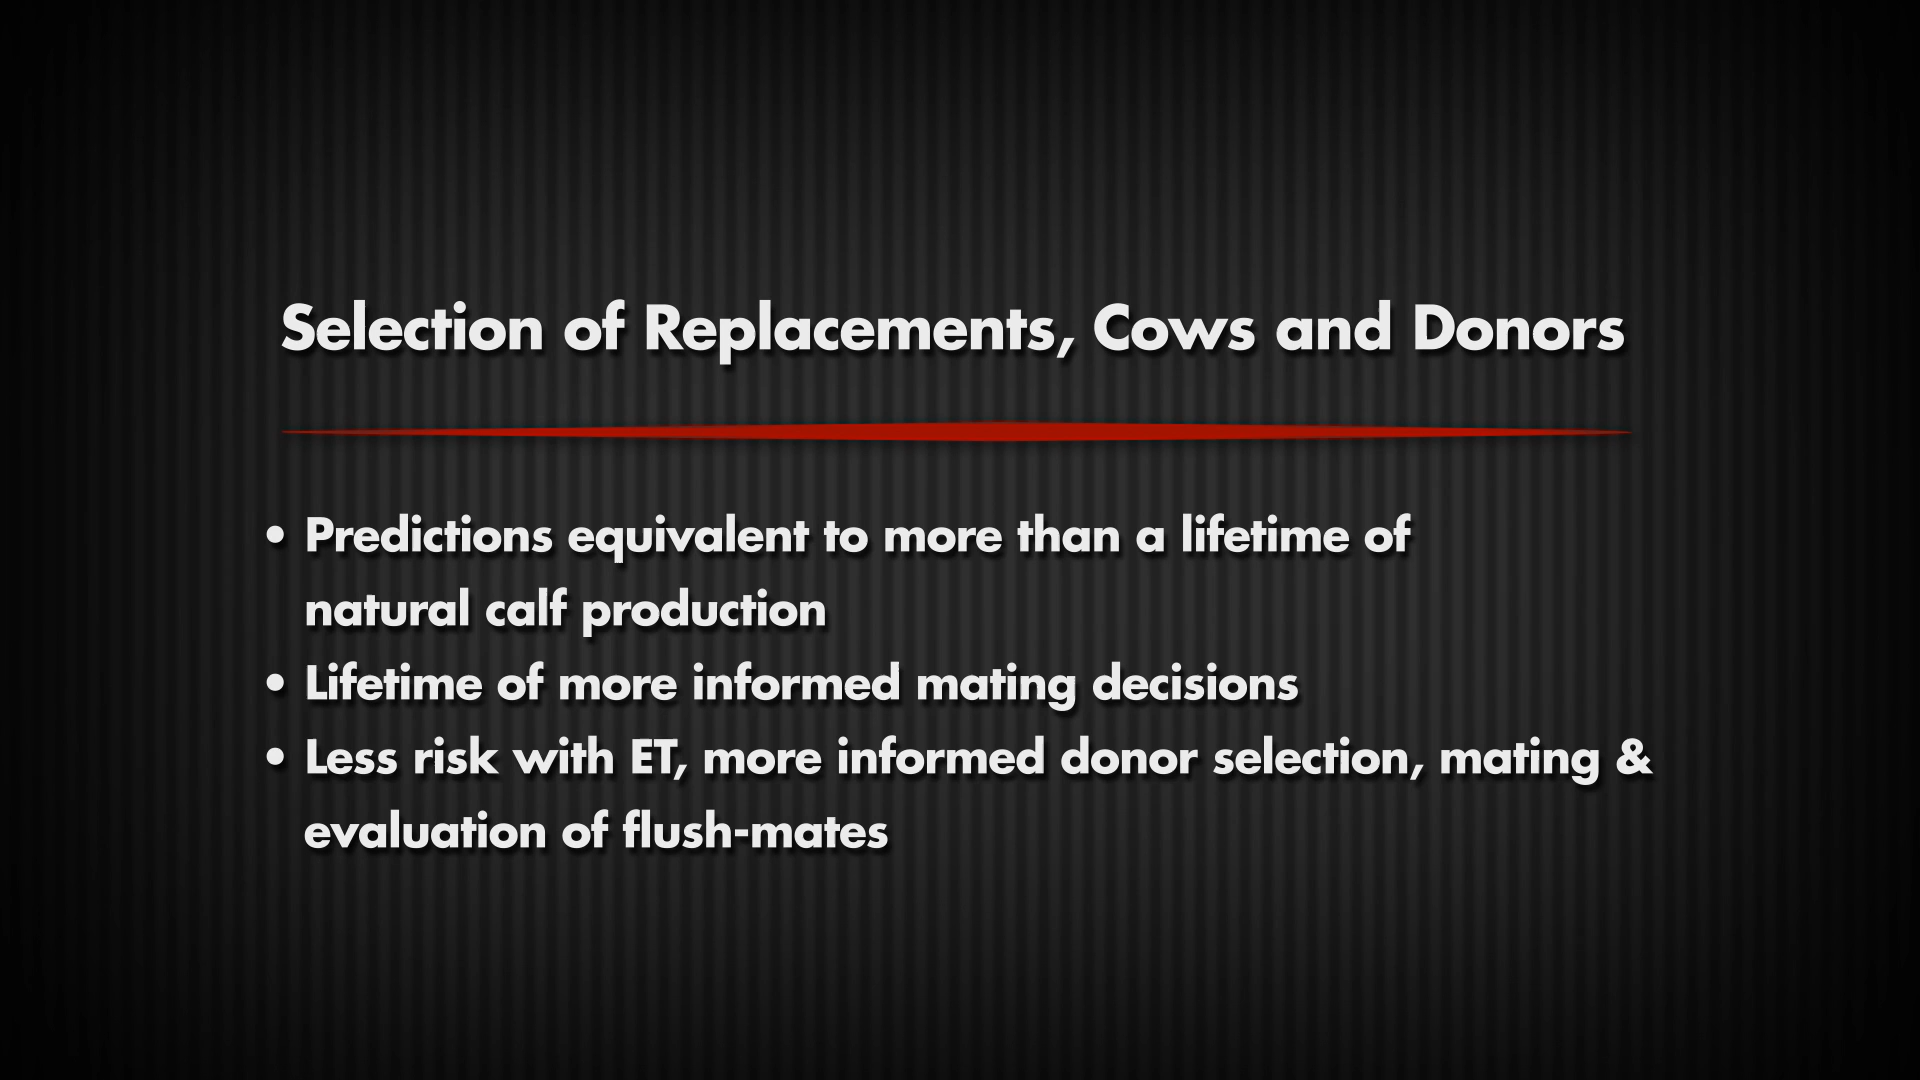 Selection of Replacements, Cows and Donors
• Predictions equivalent to more than a lifetime of
natural calf production
• Lifetime of more informed mating decisions
• Less risk with ET, more informed donor selection, mating &
evaluation of flush-mates